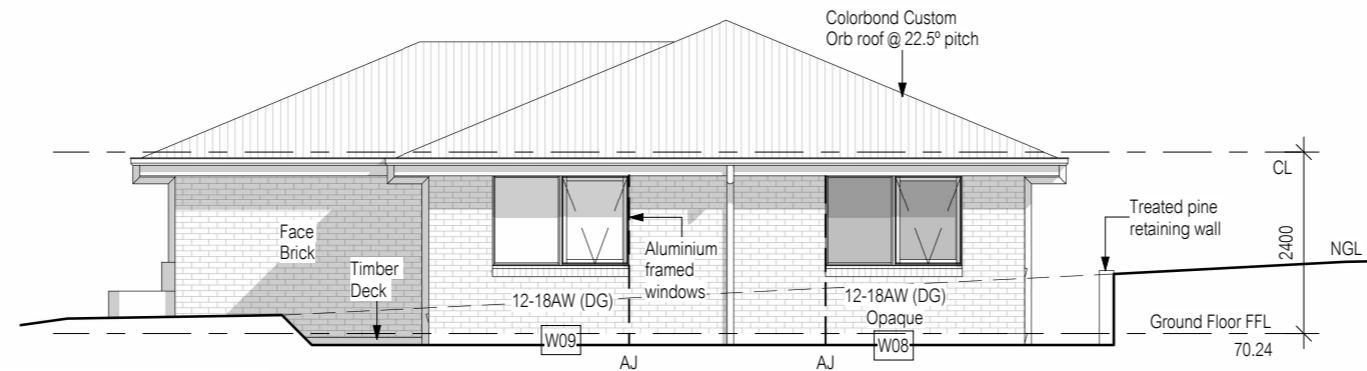 Colorbond Custom
Orb roof @ 22.5º pitch
CL
Treated pine
retaining wall
2400
NGL
Face
Brick
Aluminium
framed
windows
Timber
Deck
12-18AW (DG)
12-18AW (DG)
Opaque
Ground Floor FFL
70.24
W09
W08
AJ
AJ